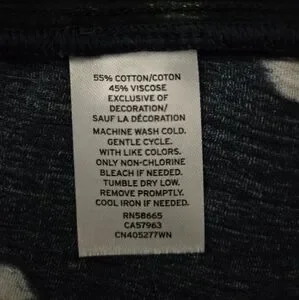 55% COTTON/COTON
45% VISCOSE
EXCLUSIVE OF
DECORATION/
SAUF LA DÉCORATION
MACHINE WASH COLD.
GENTLE CYCLE.
WITH LIKE COLORS.
ONLY NON-CHLORINE
BLEACH IF NEEDED.
TUMBLE DRY LOW.
REMOVE PROMPTLY.
COOL IRON IF NEEDED.
RN58665
CA57963
CN405277WN